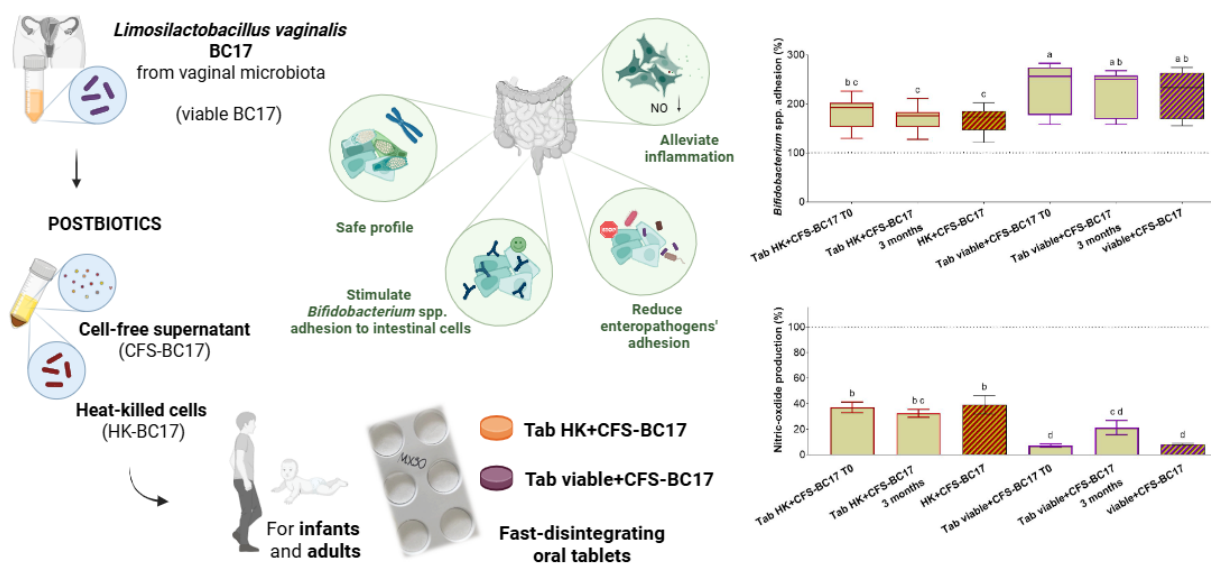 Limosilactobacillus vaginalis
BC17
from vaginal microbiota
(viable BC17)
POSTBIOTICS
Cell-free supernatant
(CFS-BC17)
Heat-killed cells
(HK-BC17)
For infants
and adults
Safe profile
Stimulate
Bifidobacterium spp.
adhesion to intestinal cells
NO ↓
Alleviate
inflammation
STOP
Reduce
enteropathogens'
adhesion
Tab HK+CFS-BC17
Tab viable+CFS-BC17
Fast-disintegrating
oral tablets
Bifidobacterium spp. adhesion (%)
300
200
100
0
b c
c
c
a
a b
a b
Tab HK+CFS-BC17 T0
Tab HK+CFS-BC17
3 months
HK+CFS-BC17
Tab viable+CFS-BC17 T0
Tab viable+CFS-BC17
3 months
viable+CFS-BC17
Nitric-oxdide production (%)
100
80
60
40
20
0
b
b c
b
d
c d
d
Tab HK+CFS-BC17 T0
Tab HK+CFS-BC17
3 months
HK+CFS-BC17
Tab viable+CFS-BC17 T0
Tab viable+CFS-BC17
3 months
viable+CFS-BC17